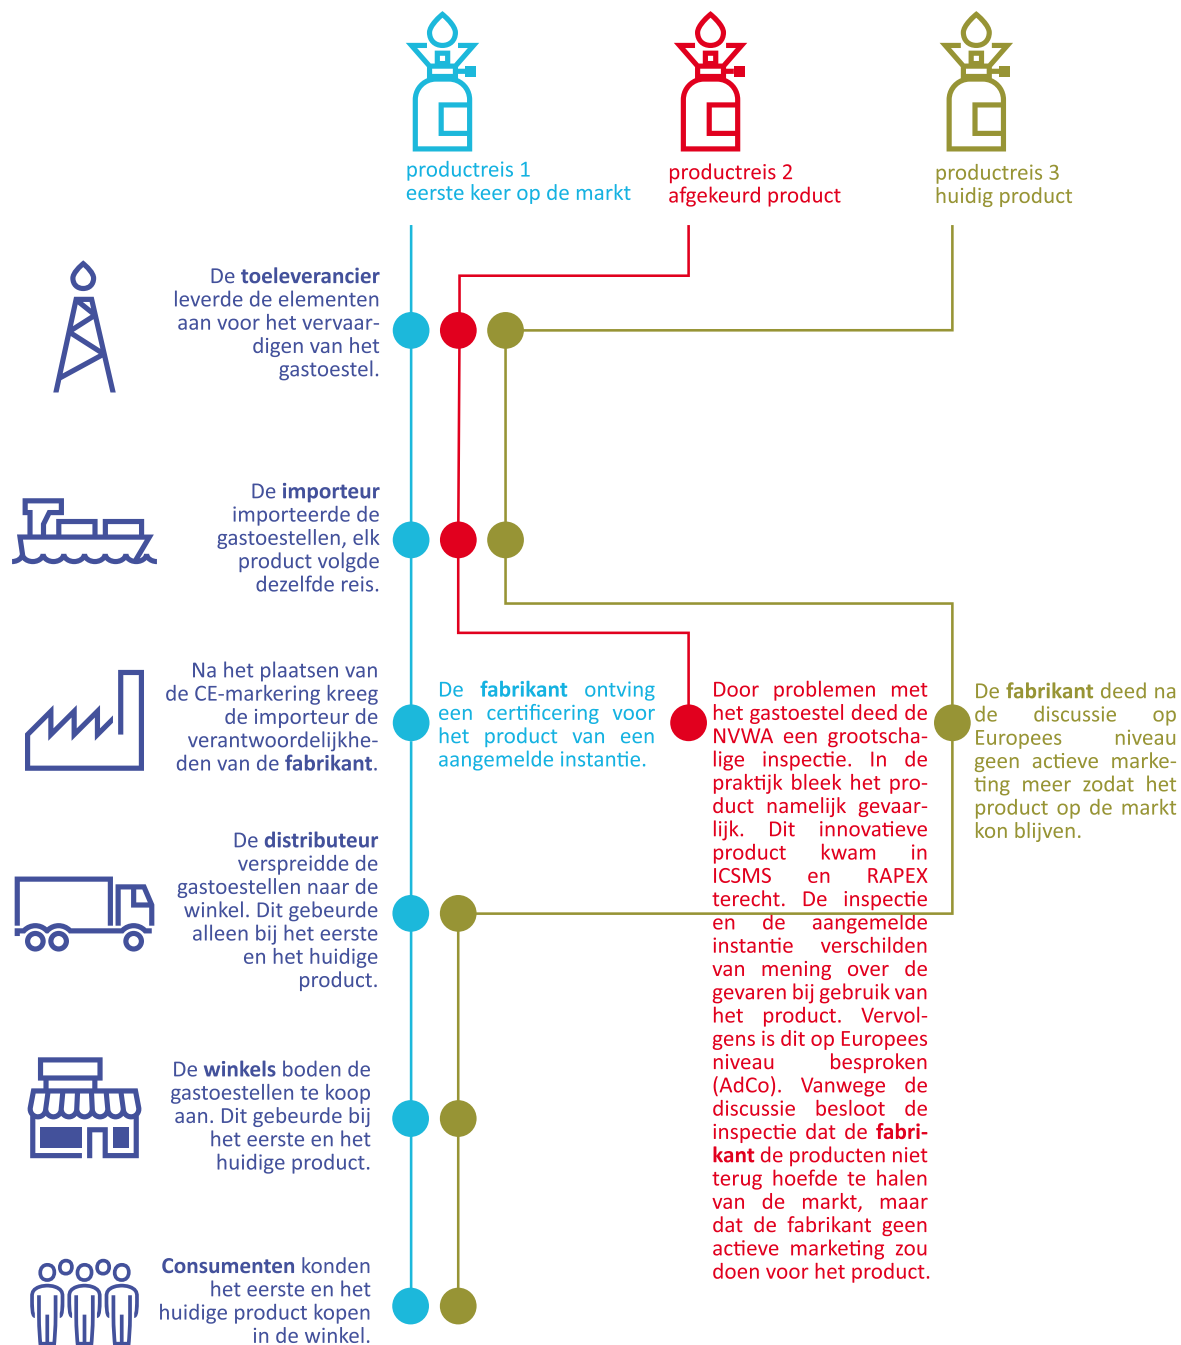 productreis 1
eerste keer op de markt
productreis 2
afgekeurd product
productreis 3
huidig product
De toeleverancier
leverde de elementen
aan voor het vervaar-
digen van het
gastoestel.
De importeur
importeerde de
gastoestellen, elk
product volgde
dezelfde reis.
Na het plaatsen van
de CE-markering kreeg
de importeur de
verantwoordelijkhe-
den van de fabrikant.
De fabrikant ontving
een certificering voor
het product van een
aangemelde instantie.
Door problemen met
het gastoestel deed de
NVWA een grootscha-
lige inspectie. In de
praktijk bleek het pro-
duct namelijk gevaar-
lijk. Dit innovatieve
product kwam in
ICSMS en RAPEX
terecht. De inspectie
en de aangemelde
instantie verschilden
van mening over de
gevaren bij gebruik van
het product. Vervol-
gens is dit op Europees
niveau besproken
(AdCo). Vanwege de
discussie besloot de
inspectie dat de fabri-
kant de producten niet
terug hoefde te halen
van de markt, maar
dat de fabrikant geen
actieve marketing zou
doen voor het product.
De fabrikant deed na
de discussie op
Europees niveau
geen actieve marke-
ting meer zodat het
product op de markt
kon blijven.
De distributeur
verspreidde de
gastoestellen naar de
winkel. Dit gebeurde
alleen bij het eerste
en het huidige
product.
De winkels boden de
gastoestellen te koop
aan. Dit gebeurde bij
het eerste en het
huidige product.
Consumenten konden
het eerste en het
huidige product kopen
in de winkel.